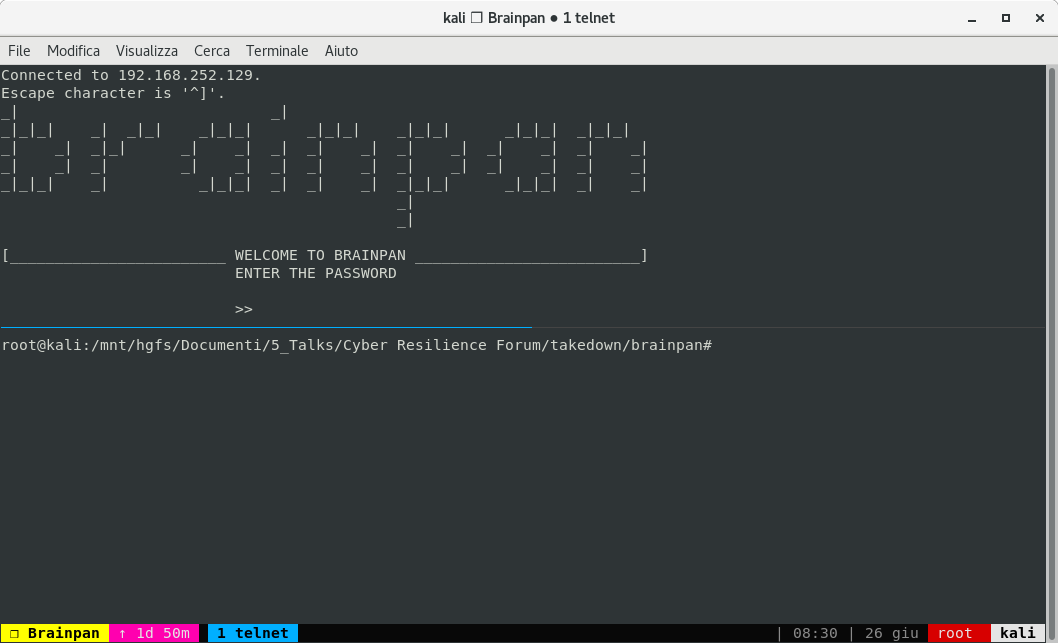 kali ❐ Brainpan ● 1 telnet
File Modifica Visualizza Cerca Terminale Aiuto
Connected to 192.168.252.129.
Escape character is '^]'.
_|                            _|
_|_|_|    _|  _|_|    _|_|_|      _|_|_|    _|_|_|      _|_|_|  _|_|_|
_|    _|  _|_|      _|    _|  _|  _|    _|  _|    _|  _|    _|  _|    _|
_|    _|  _|        _|    _|  _|  _|    _|  _|    _|  _|    _|  _|    _|
_|_|_|    _|          _|_|_|  _|  _|    _|  _|_|_|      _|_|_|  _|    _|
                                            _|
                                            _|
[________________________ WELCOME TO BRAINPAN _________________________]
                          ENTER THE PASSWORD
                          >>
root@kali:/mnt/hgfs/Documenti/5_Talks/Cyber Resilience Forum/takedown/brainpan#
❐ Brainpan ↑ 1d 50m 1 telnet | 08:30 | 26 giu root kali